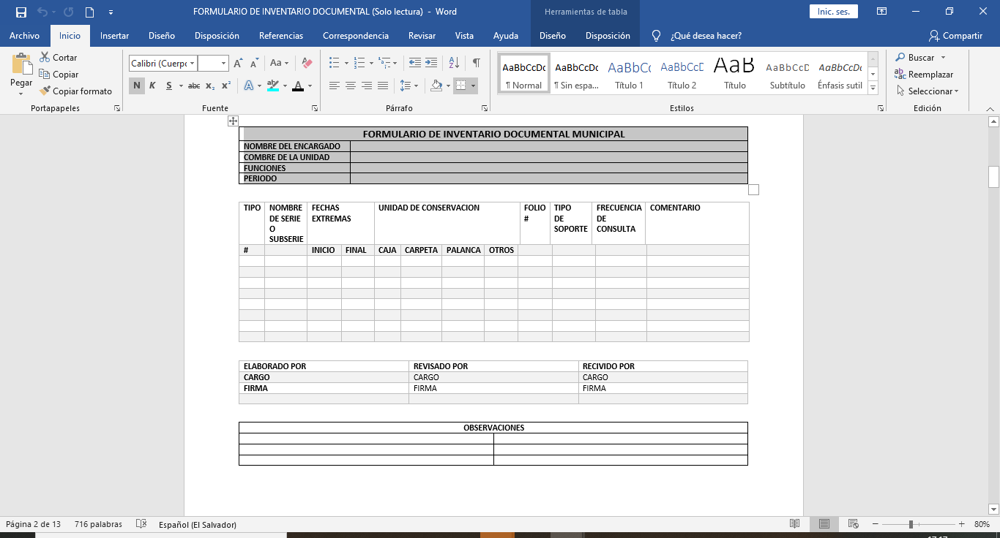 FORMULARIO DE INVENTARIO DOCUMENTAL (Solo lectura) - Word
Herramientas de tabla
Inic. ses.
Archivo Inicio Insertar Diseño Disposición Referencias Correspondencia Revisar Vista Ayuda Diseño Disposición ¿Qué desea hacer? Compartir
Pegar
Cortar
Copiar
Copiar formato
Portapapeles
Calibri (Cuerpo
Aa
N K S abc x₂ x² A aby A
Fuente
Párrafo
AaBbCcDc AaBbCcDc AaBbCc AaBbCcD AaB AaBbCcD AaBbCcDc
¶ Normal ¶ Sin espa... Título 1 Título 2 Título Subtítulo Énfasis sutil
Estilos
Buscar
Reemplazar
Seleccionar
Edición
FORMULARIO DE INVENTARIO DOCUMENTAL MUNICIPAL
NOMBRE DEL ENCARGADO
COMBRE DE LA UNIDAD
FUNCIONES
PERIODO
TIPO NOMBRE DE SERIE O SUBSERIE FECHAS EXTREMAS UNIDAD DE CONSERVACION FOLIO # TIPO DE SOPORTE FRECUENCIA DE CONSULTA COMENTARIO
# INICIO FINAL CAJA CARPETA PALANCA OTROS
ELABORADO POR REVISADO POR RECIVIDO POR
CARGO CARGO CARGO
FIRMA FIRMA FIRMA
OBSERVACIONES
Página 2 de 13 716 palabras Español (El Salvador) 80%